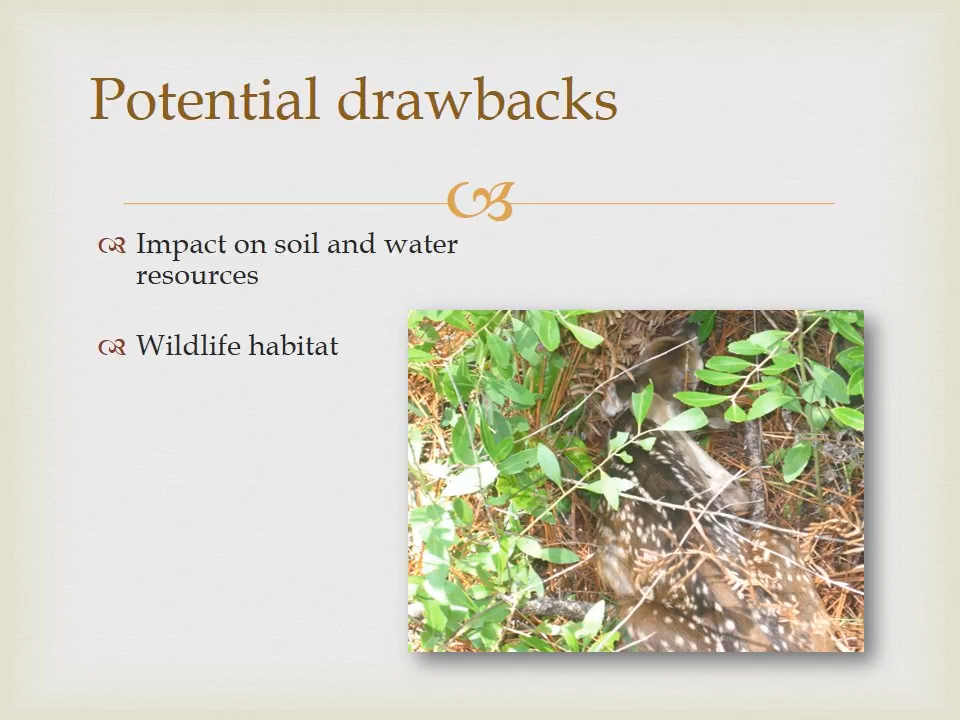 Potential drawbacks
Impact on soil and water
resources
Wildlife habitat